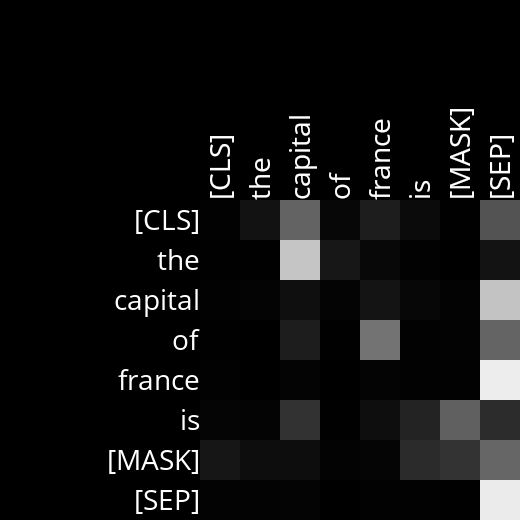 [CLS] the capital of france is [MASK] [SEP]
[CLS]
the
capital
of
france
is
[MASK]
[SEP]